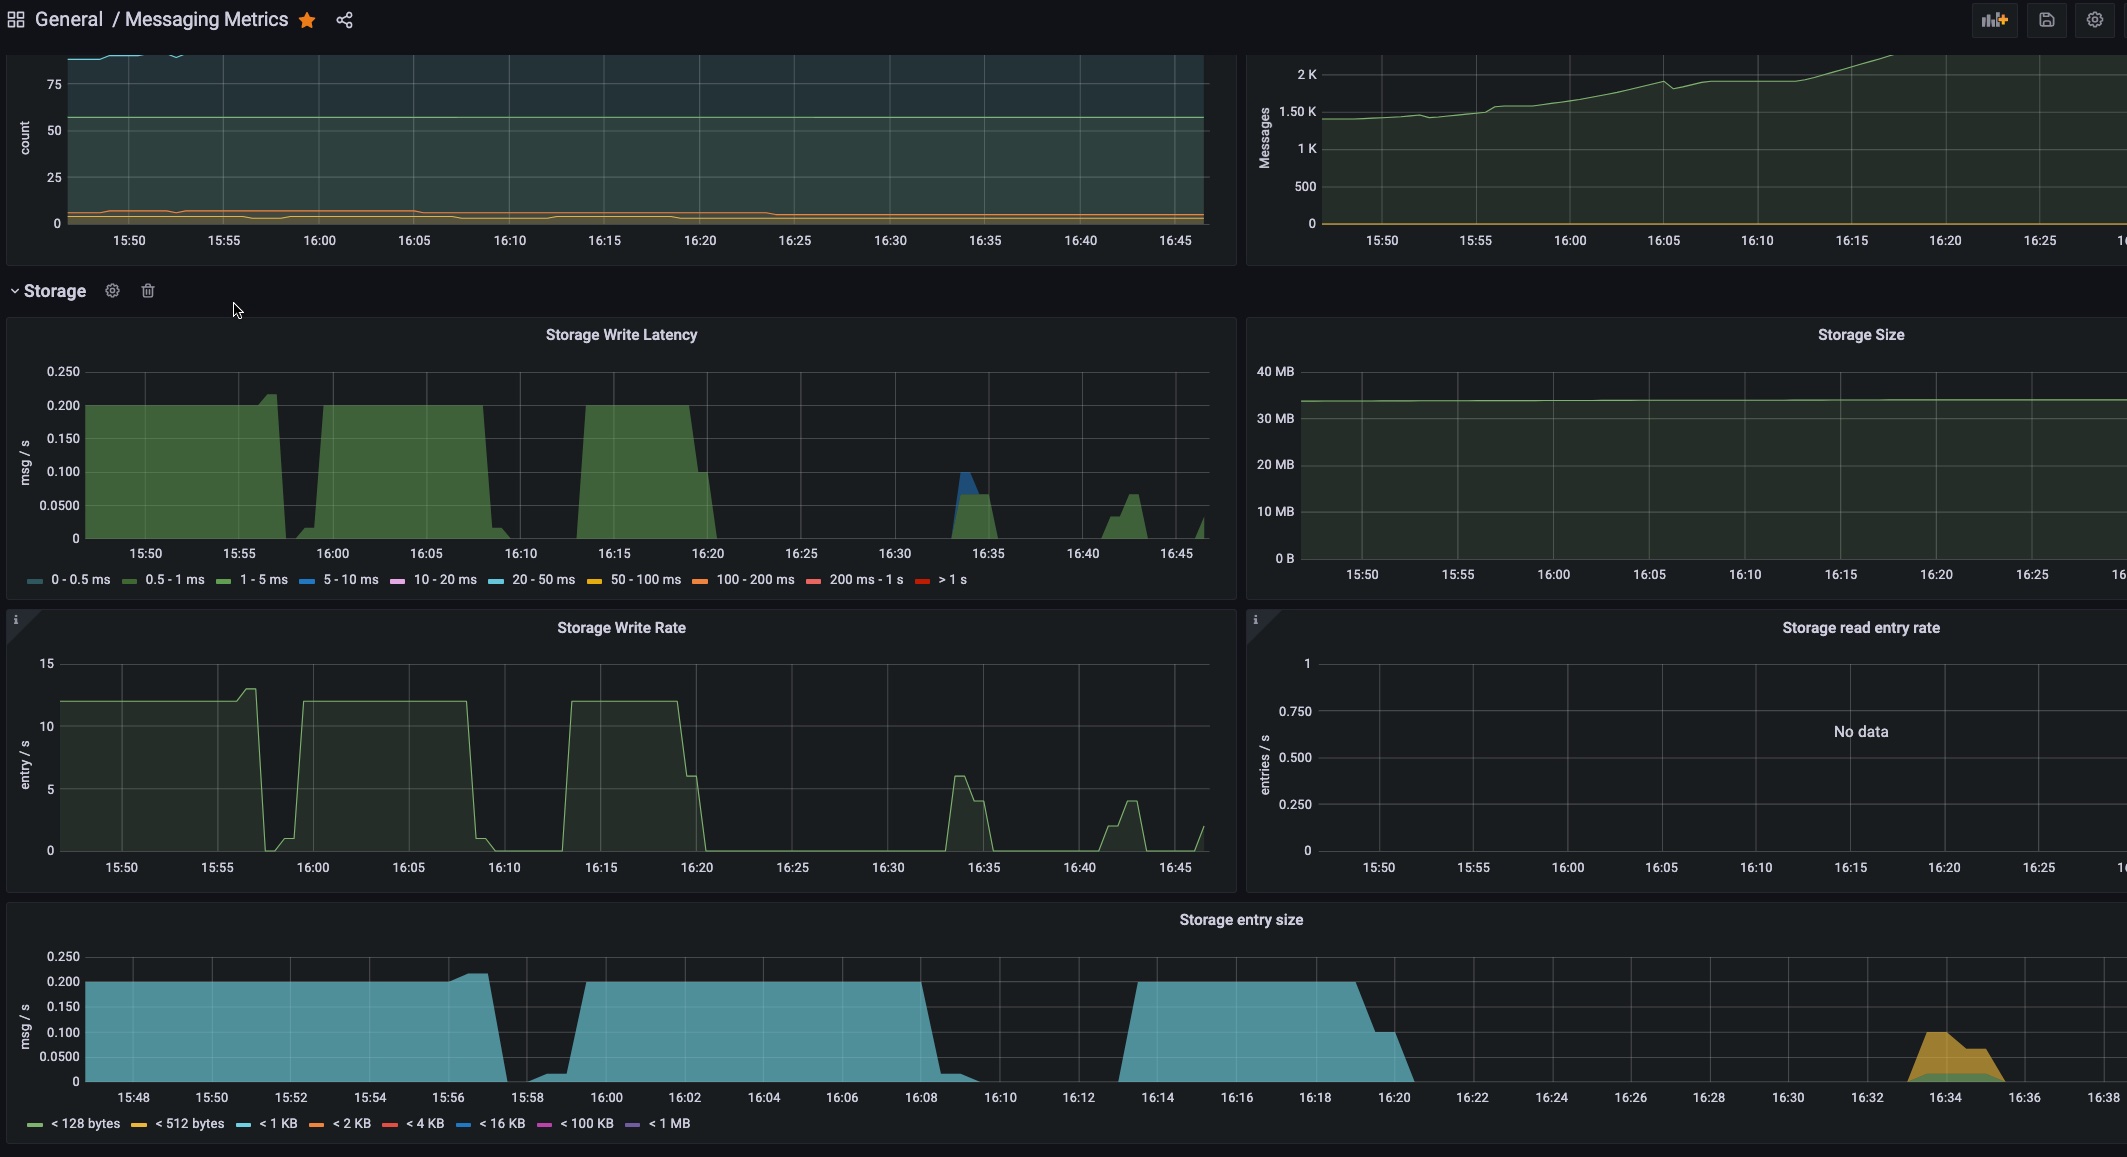 General / Messaging Metrics
count
75
50
25
0
15:50 15:55 16:00 16:05 16:10 16:15 16:20 16:25 16:30 16:35 16:40 16:45
Messages
2 K
1.50 K
1 K
500
0
15:50 15:55 16:00 16:05 16:10 16:15 16:20 16:25
Storage
Storage Write Latency
msg / s
0.250
0.200
0.150
0.100
0.0500
0
15:50 15:55 16:00 16:05 16:10 16:15 16:20 16:25 16:30 16:35 16:40 16:45
0 - 0.5 ms 0.5 - 1 ms 1 - 5 ms 5 - 10 ms 10 - 20 ms 20 - 50 ms 50 - 100 ms 100 - 200 ms 200 ms - 1 s > 1 s
Storage Size
40 MB
30 MB
20 MB
10 MB
0 B
15:50 15:55 16:00 16:05 16:10 16:15 16:20 16:25 16
i
Storage Write Rate
entry / s
15
10
5
0
15:50 15:55 16:00 16:05 16:10 16:15 16:20 16:25 16:30 16:35 16:40 16:45
i
Storage read entry rate
entries / s
1
0.750
0.500
0.250
0
No data
15:50 15:55 16:00 16:05 16:10 16:15 16:20 16:25
Storage entry size
msg / s
0.250
0.200
0.150
0.100
0.0500
0
15:48 15:50 15:52 15:54 15:56 15:58 16:00 16:02 16:04 16:06 16:08 16:10 16:12 16:14 16:16 16:18 16:20 16:22 16:24 16:26 16:28 16:30 16:32 16:34 16:36 16:38
< 128 bytes < 512 bytes < 1 KB < 2 KB < 4 KB < 16 KB < 100 KB < 1 MB